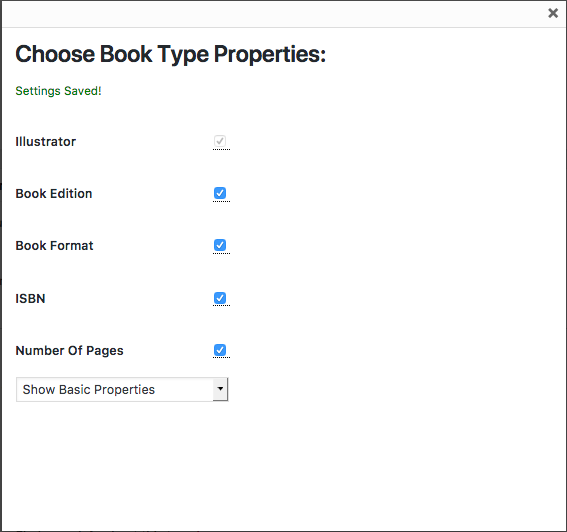 Choose Book Type Properties:
Settings Saved!
Illustrator
Book Edition
Book Format
ISBN
Number Of Pages
Show Basic Properties